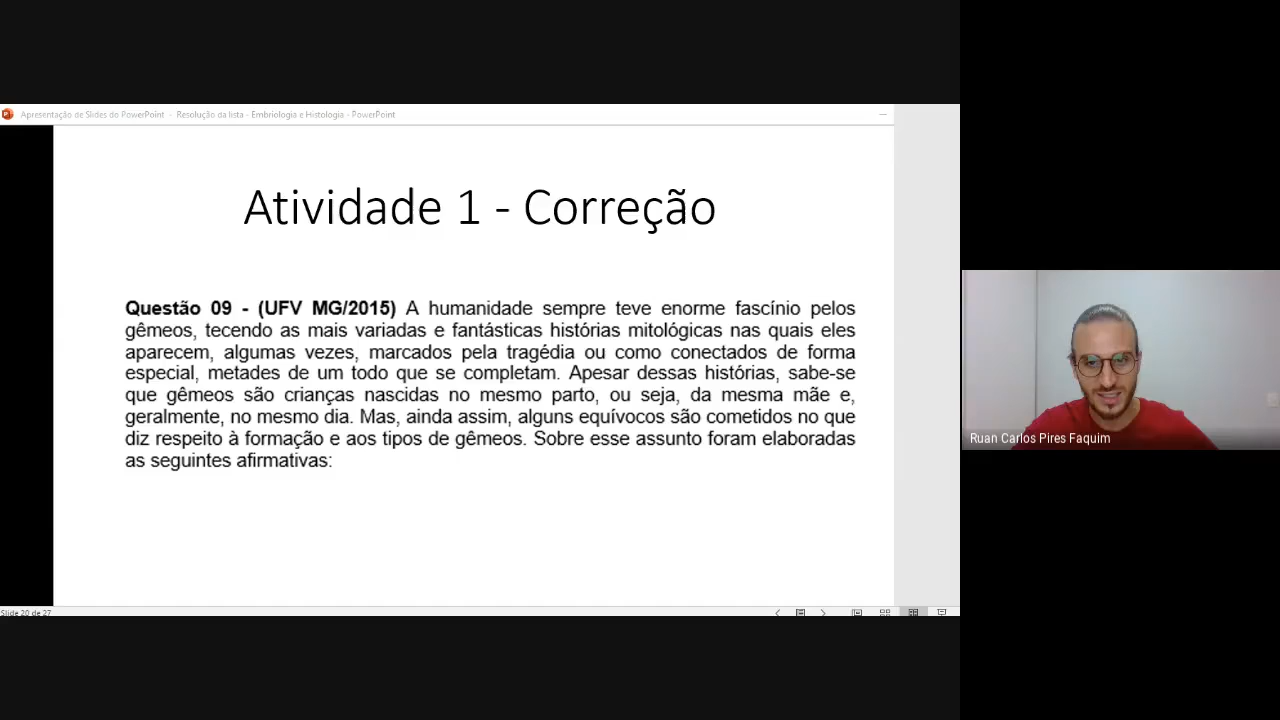 Apresentação de Slides do PowerPoint - Resolução da lista - Embriologia e Histologia - PowerPoint
Atividade 1 - Correção
Questão 09 - (UFV MG/2015) A humanidade sempre teve enorme fascínio pelos
gêmeos, tecendo as mais variadas e fantásticas histórias mitológicas nas quais eles
aparecem, algumas vezes, marcados pela tragédia ou como conectados de forma
especial, metades de um todo que se completam. Apesar dessas histórias, sabe-se
que gêmeos são crianças nascidas no mesmo parto, ou seja, da mesma mãe e,
geralmente, no mesmo dia. Mas, ainda assim, alguns equívocos são cometidos no que
diz respeito à formação e aos tipos de gêmeos. Sobre esse assunto foram elaboradas
as seguintes afirmativas:
Ruan Carlos Pires Faquim
Slide 20 de 27